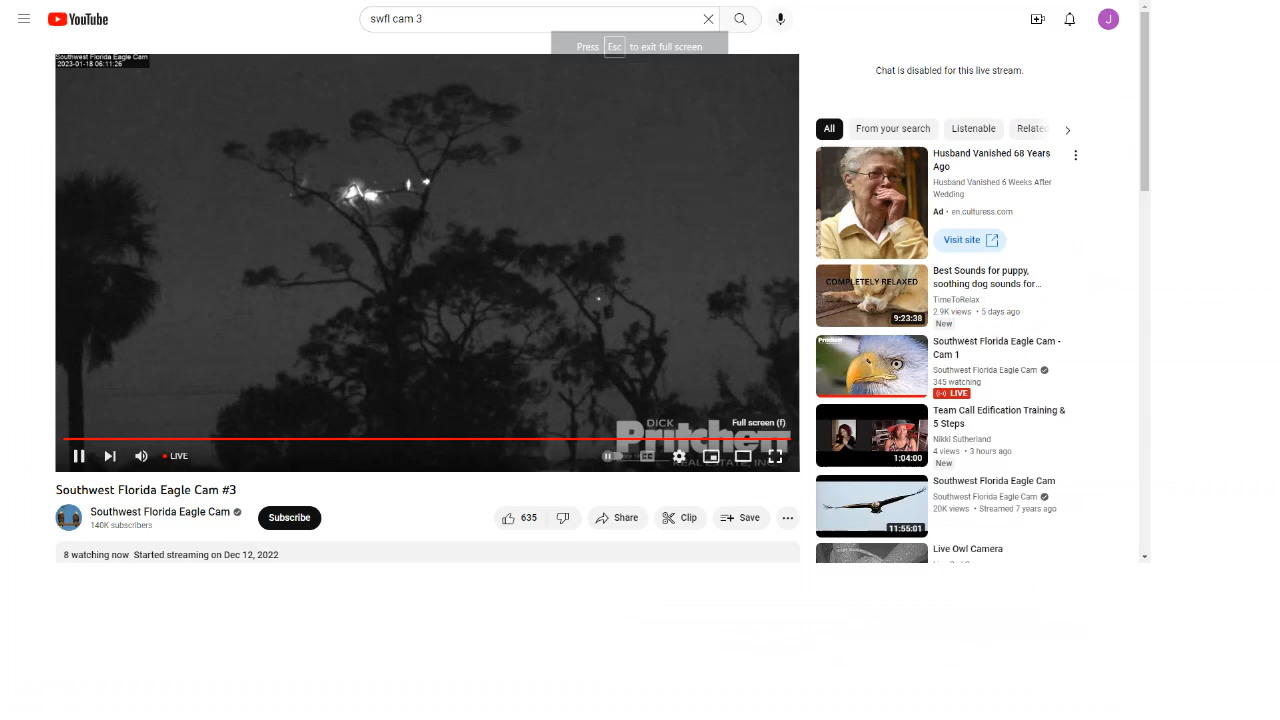 YouTube
swfl cam 3
J
Press Esc to exit full screen
Southwest Florida Eagle Cam
2023-01-18 06:11:26
DICK
Pritchett
REAL ESTATE, INC.
Full screen (f)
LIVE
Southwest Florida Eagle Cam #3
Southwest Florida Eagle Cam
140K subscribers
Subscribe
635
Share
Clip
Save
8 watching now Started streaming on Dec 12, 2022
Chat is disabled for this live stream.
All
From your search
Listenable
Related
Husband Vanished 68 Years
Ago
Husband Vanished 6 Weeks After
Wedding
Ad • en.culturess.com
Visit site
COMPLETELY RELAXED
9:23:38
Best Sounds for puppy,
soothing dog sounds for...
TimeToRelax
2.9K views • 5 days ago
New
Pritchett
Southwest Florida Eagle Cam -
Cam 1
Southwest Florida Eagle Cam
345 watching
LIVE
1:04:00
Team Call Edification Training &
5 Steps
Nikki Sutherland
4 views • 3 hours ago
New
11:55:01
Southwest Florida Eagle Cam
Southwest Florida Eagle Cam
20K views • Streamed 7 years ago
Live Owl Camera